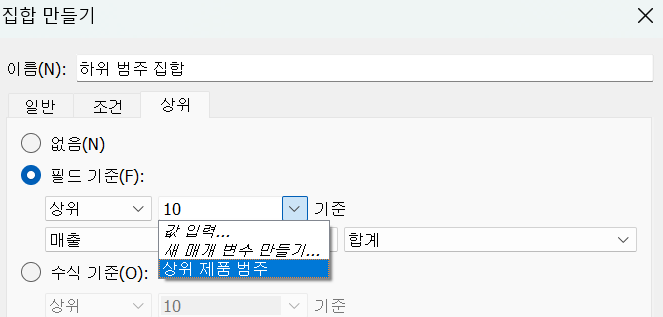 집합 만들기
이름(N): 하위 범주 집합
일반 조건 상위
없음(N)
필드 기준(F):
상위 10 기준
값 입력...
매출 합계
새 매개 변수 만들기...
상위 제품 범주
수식 기준(O):
상위 10 기준